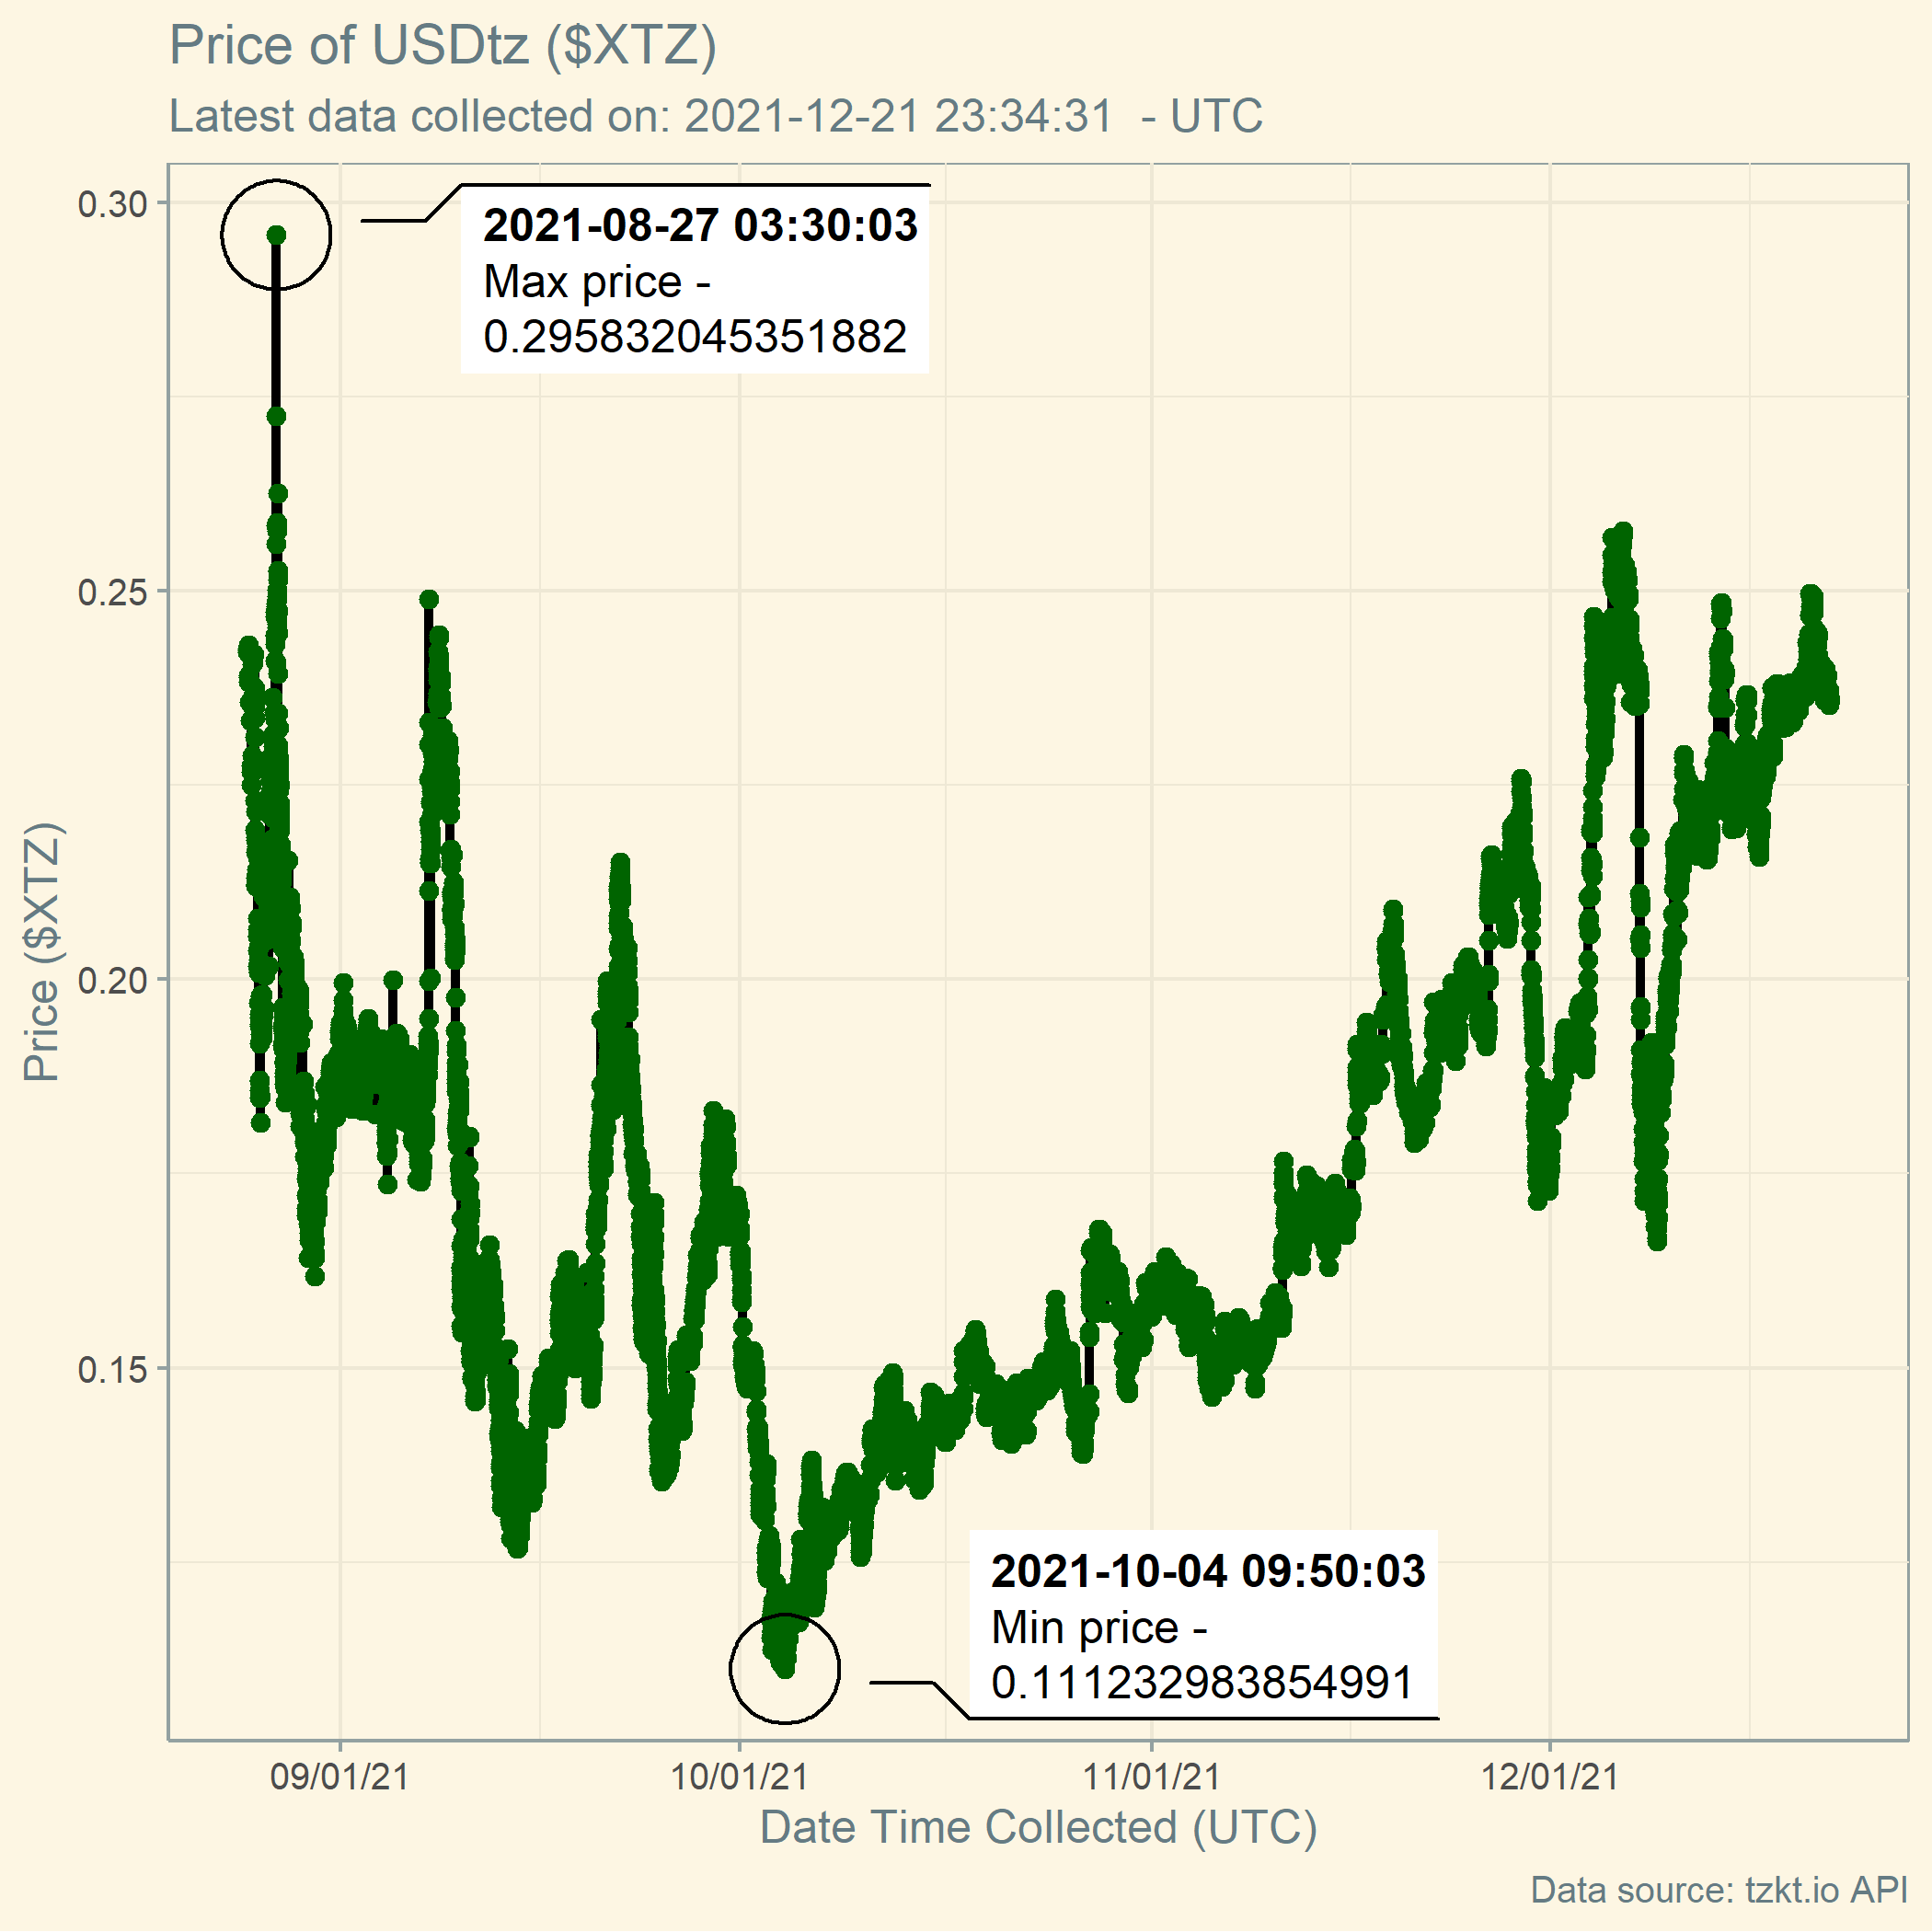 Price of USDtz ($XTZ)
Latest data collected on: 2021-12-21 23:34:31  - UTC
0.30
0.25
0.20
0.15
Price ($XTZ)
2021-08-27 03:30:03
Max price -
0.295832045351882
2021-10-04 09:50:03
Min price -
0.111232983854991
09/01/21
10/01/21
11/01/21
12/01/21
Date Time Collected (UTC)
Data source: tzkt.io API